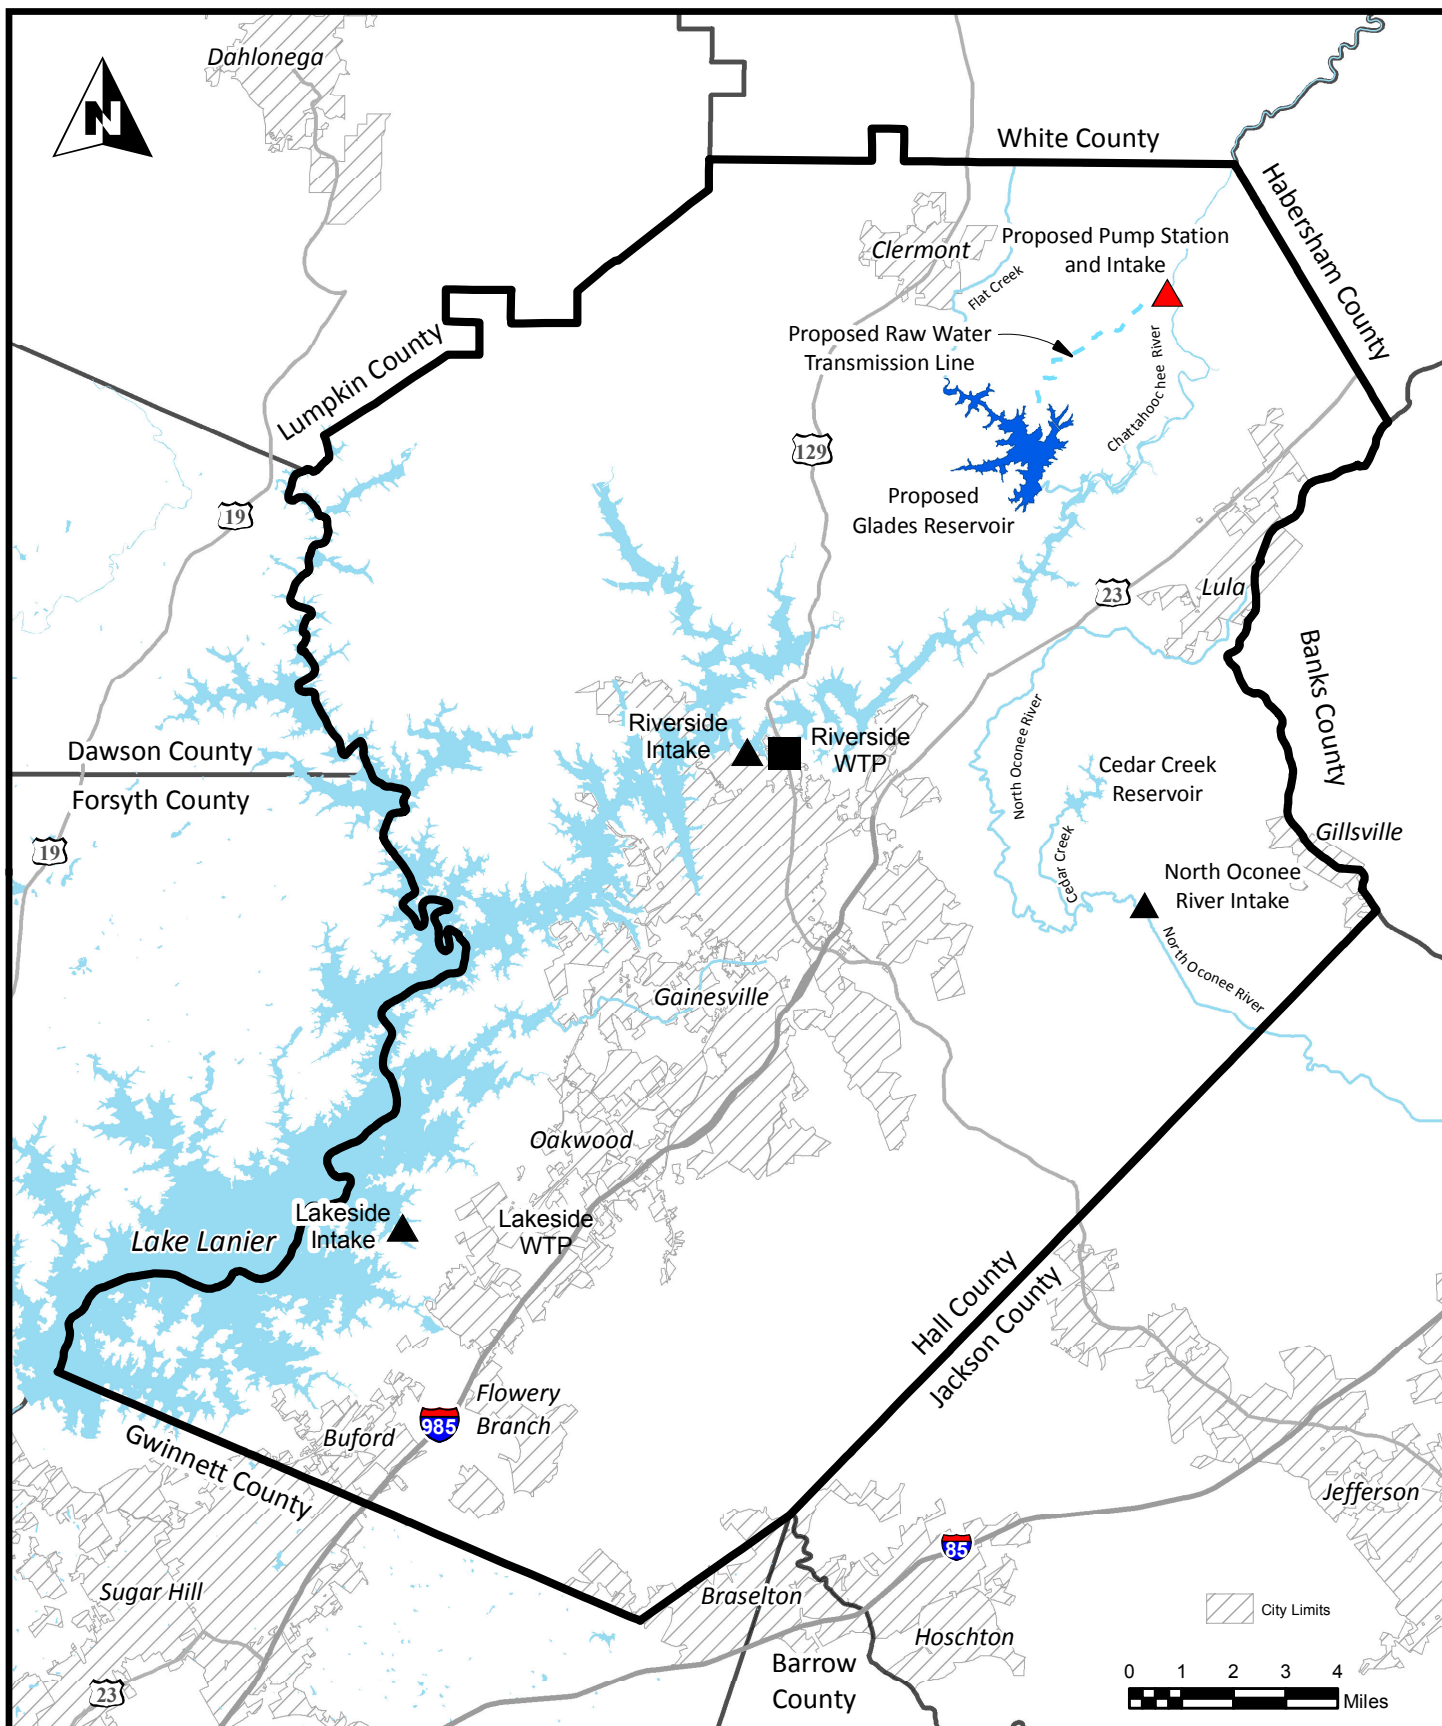 Dahlonega
N
White County
Habersham County
Clermont
Proposed Pump Station
and Intake
Flat Creek
Proposed Raw Water
Transmission Line
Chattahoochee River
Lumpkin County
129
Proposed
Glades Reservoir
19
23
Lula
Banks County
North Oconee River
Riverside
Intake
Riverside
WTP
Dawson County
Forsyth County
Cedar Creek
Reservoir
19
Gillsville
Cedar Creek
North Oconee
River Intake
North Oconee River
Gainesville
Oakwood
Lakeside
Intake
Lakeside
WTP
Lake Lanier
Hall County
Jackson County
Flowery
Branch
985
Buford
Gwinnett County
Jefferson
85
Sugar Hill
Braselton
City Limits
Hoschton
Barrow
County
23
0 1 2 3 4
Miles